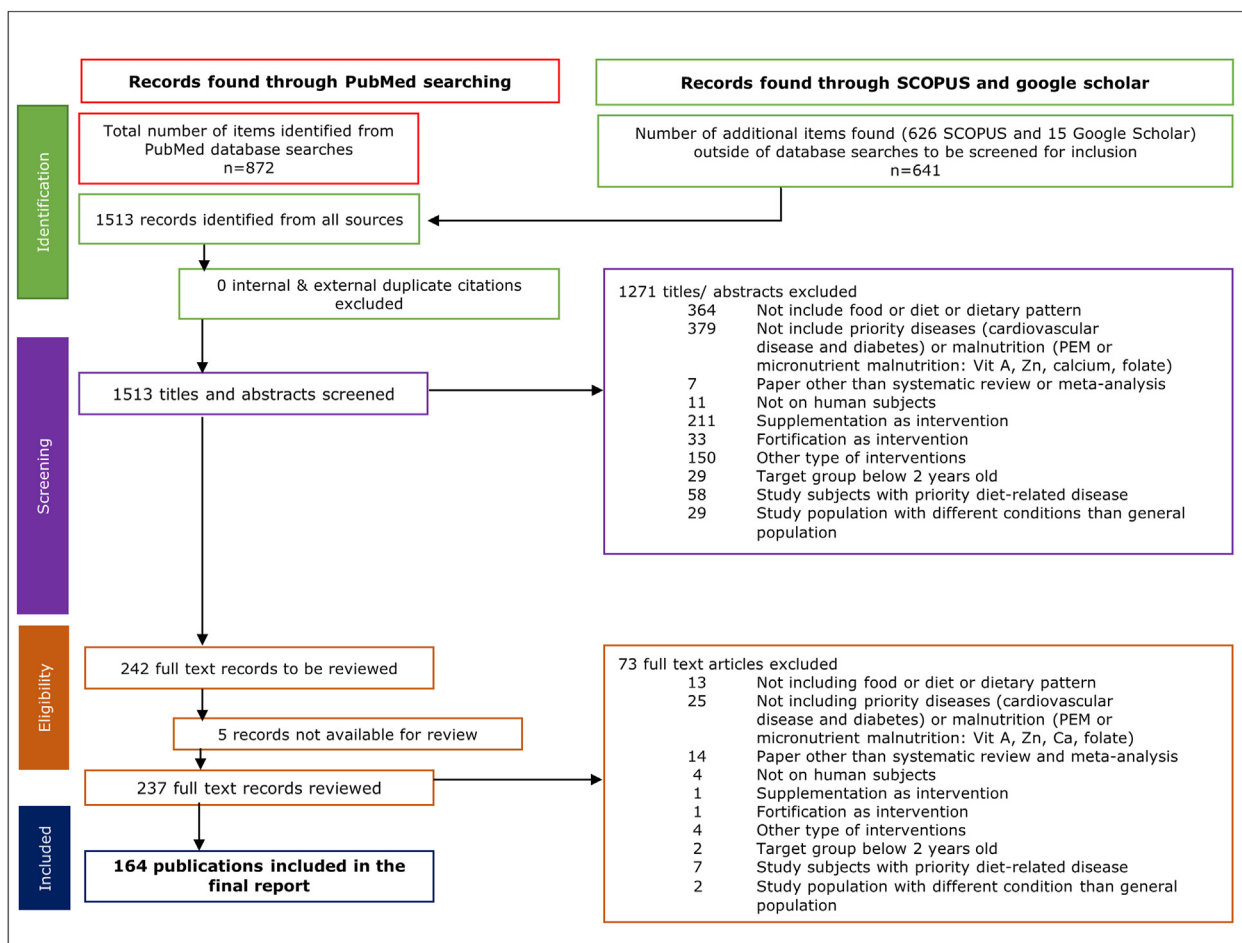 Records found through PubMed searching
Records found through SCOPUS and google scholar
Identification
Total number of items identified from
PubMed database searches
n=872
Number of additional items found (626 SCOPUS and 15 Google Scholar)
outside of database searches to be screened for inclusion
n=641
1513 records identified from all sources
0 internal & external duplicate citations
excluded
Screening
1513 titles and abstracts screened
1271 titles/ abstracts excluded
364 Not include food or diet or dietary pattern
379 Not include priority diseases (cardiovascular
disease and diabetes) or malnutrition (PEM or
micronutrient malnutrition: Vit A, Zn, calcium, folate)
7 Paper other than systematic review or meta-analysis
11 Not on human subjects
211 Supplementation as intervention
33 Fortification as intervention
150 Other type of interventions
29 Target group below 2 years old
58 Study subjects with priority diet-related disease
29 Study population with different conditions than general
population
Eligibility
242 full text records to be reviewed
5 records not available for review
237 full text records reviewed
73 full text articles excluded
13 Not including food or diet or dietary pattern
25 Not including priority diseases (cardiovascular
disease and diabetes) or malnutrition (PEM or
micronutrient malnutrition: Vit A, Zn, Ca, folate)
14 Paper other than systematic review and meta-analysis
4 Not on human subjects
1 Supplementation as intervention
1 Fortification as intervention
4 Other type of interventions
2 Target group below 2 years old
7 Study subjects with priority diet-related disease
2 Study population with different condition than general
population
Included
164 publications included in the
final report